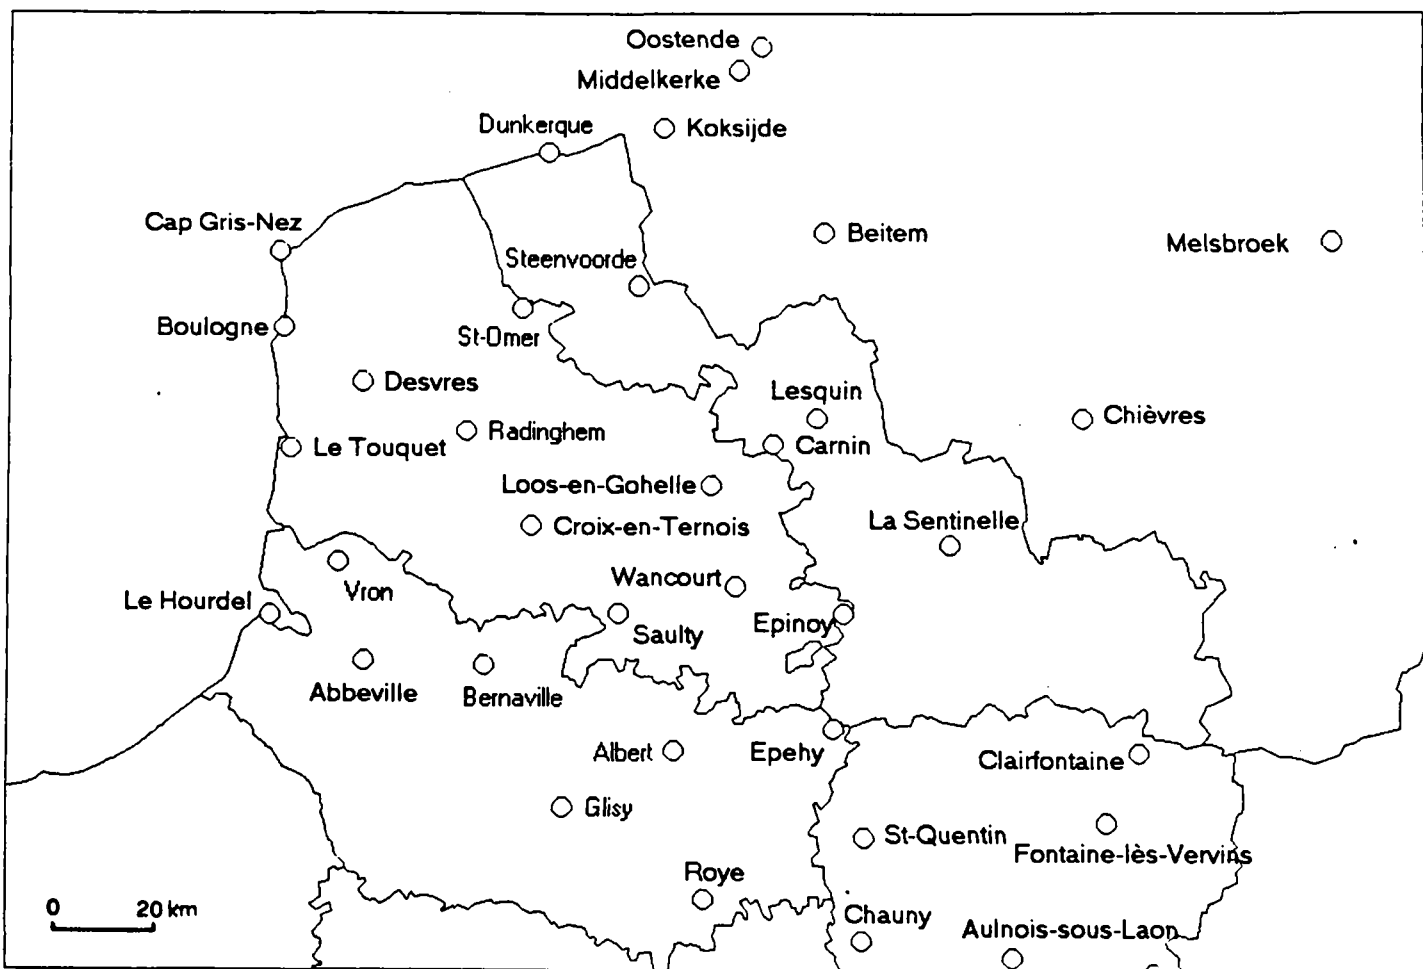 Oostende
Middelkerke
Dunkerque
Koksijde
Cap Gris-Nez
Beitem
Melsbroek
Steenvoorde
Boulogne
St-Omer
Desvres
Lesquin
Chièvres
Radinghem
Le Touquet
Carnin
Loos-en-Gohelle
La Sentinelle
Croix-en-Ternois
Wancourt
Vron
Le Hourdel
Saulty
Epinoy
Abbeville
Bernaville
Albert
Epehy
Clairfontaine
Glisy
St-Quentin
Fontaine-lès-Vervins
Roye
0 20 km
Chauny
Aulnois-sous-Laon